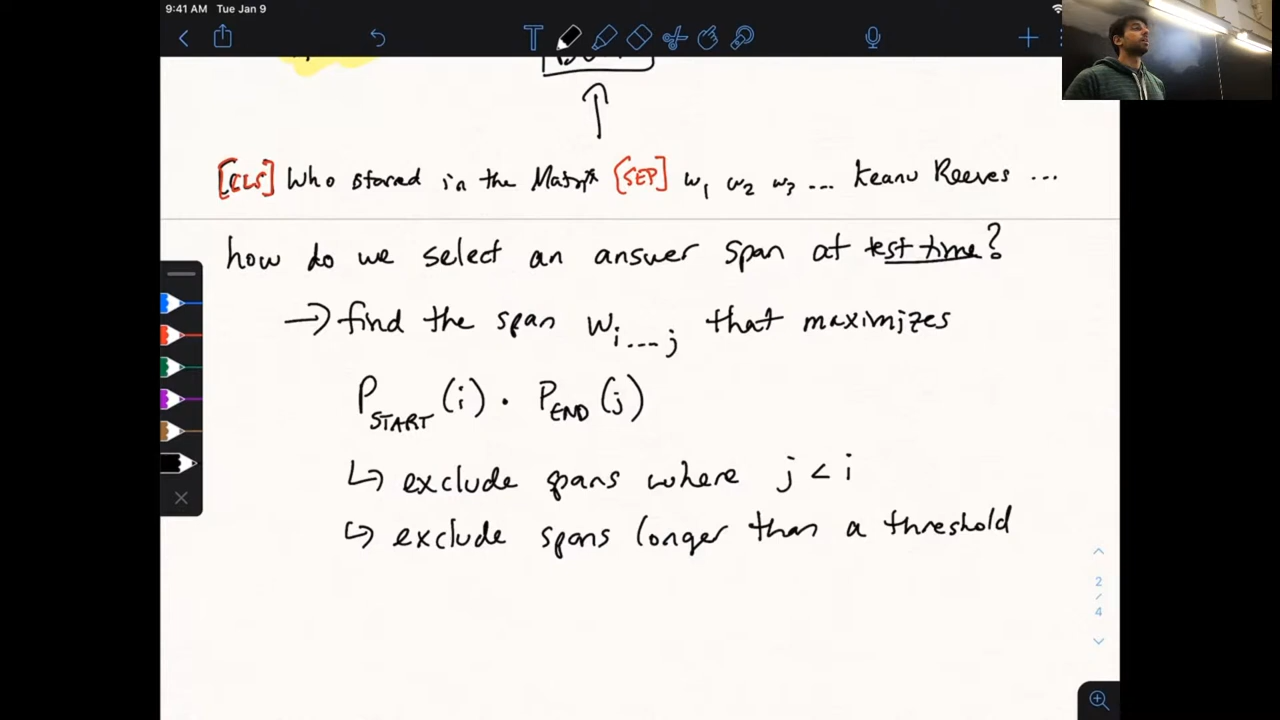 9:41 AM Tue Jan 9
[CLS] Who starred in the Matrix [SEP] w1 w2 w3 ... Keanu Reeves ...
how do we select an answer span at test time?
→ find the span wi...j that maximizes
PSTART(i) · PEND(j)
↳ exclude spans where j < i
↳ exclude spans longer than a threshold
2
/
4